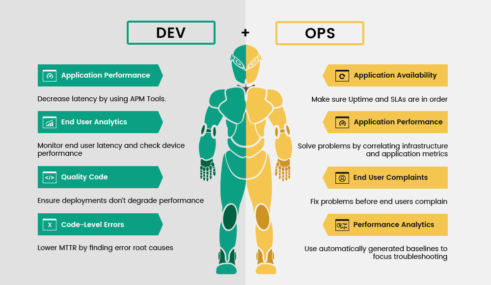 DEV
+
OPS
Application Performance
Decrease latency by using APM Tools.
End User Analytics
Monitor end user latency and check device
performance
Quality Code
Ensure deployments don't degrade performance
Code-Level Errors
Lower MTTR by finding error root causes
Application Availability
Make sure Uptime and SLAs are in order
Application Performance
Solve problems by correlating infrastructure
and application metrics
End User Complaints
Fix problems before end users complain
Performance Analytics
Use automatically generated baselines to
focus troubleshooting